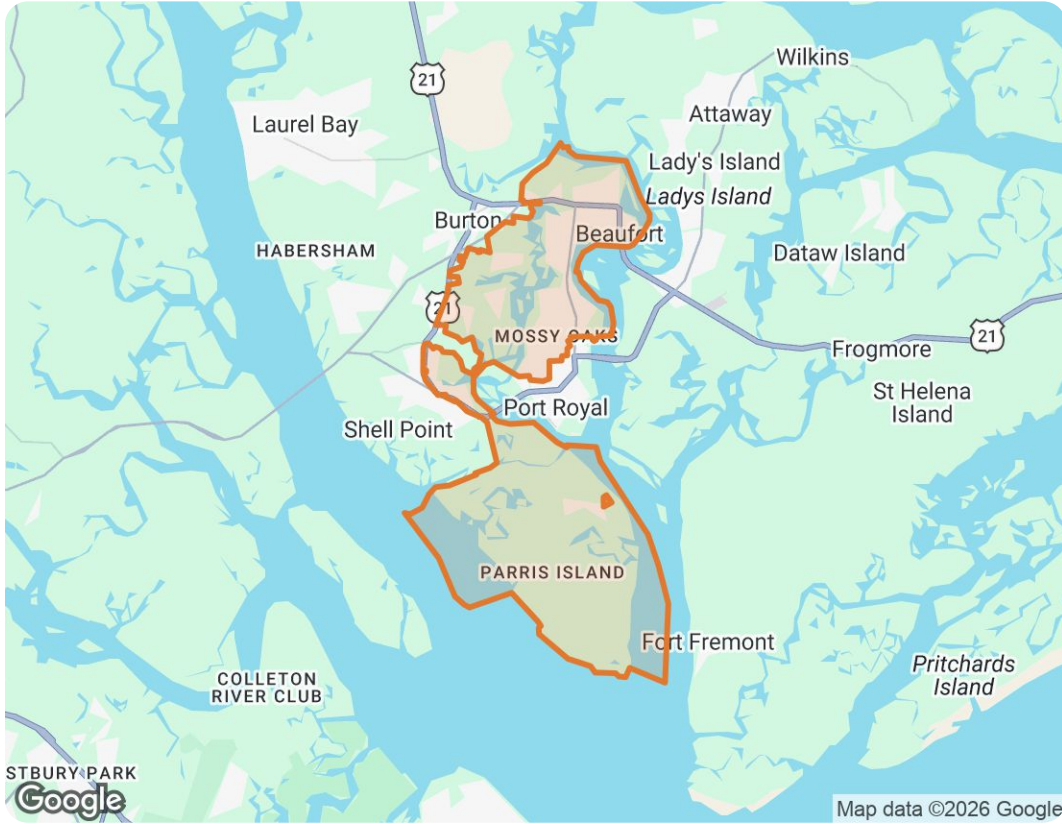 Wilkins
21
Attaway
Laurel Bay
Lady's Island
Ladys Island
Burton
Beaufort
HABERSHAM
Dataw Island
21
MOSSY OAKS
21
Frogmore
St Helena
Island
Port Royal
Shell Point
PARRIS ISLAND
Fort Fremont
Pritchards
Island
COLLETON
RIVER CLUB
STBURY PARK
Google
Map data ©2026 Google